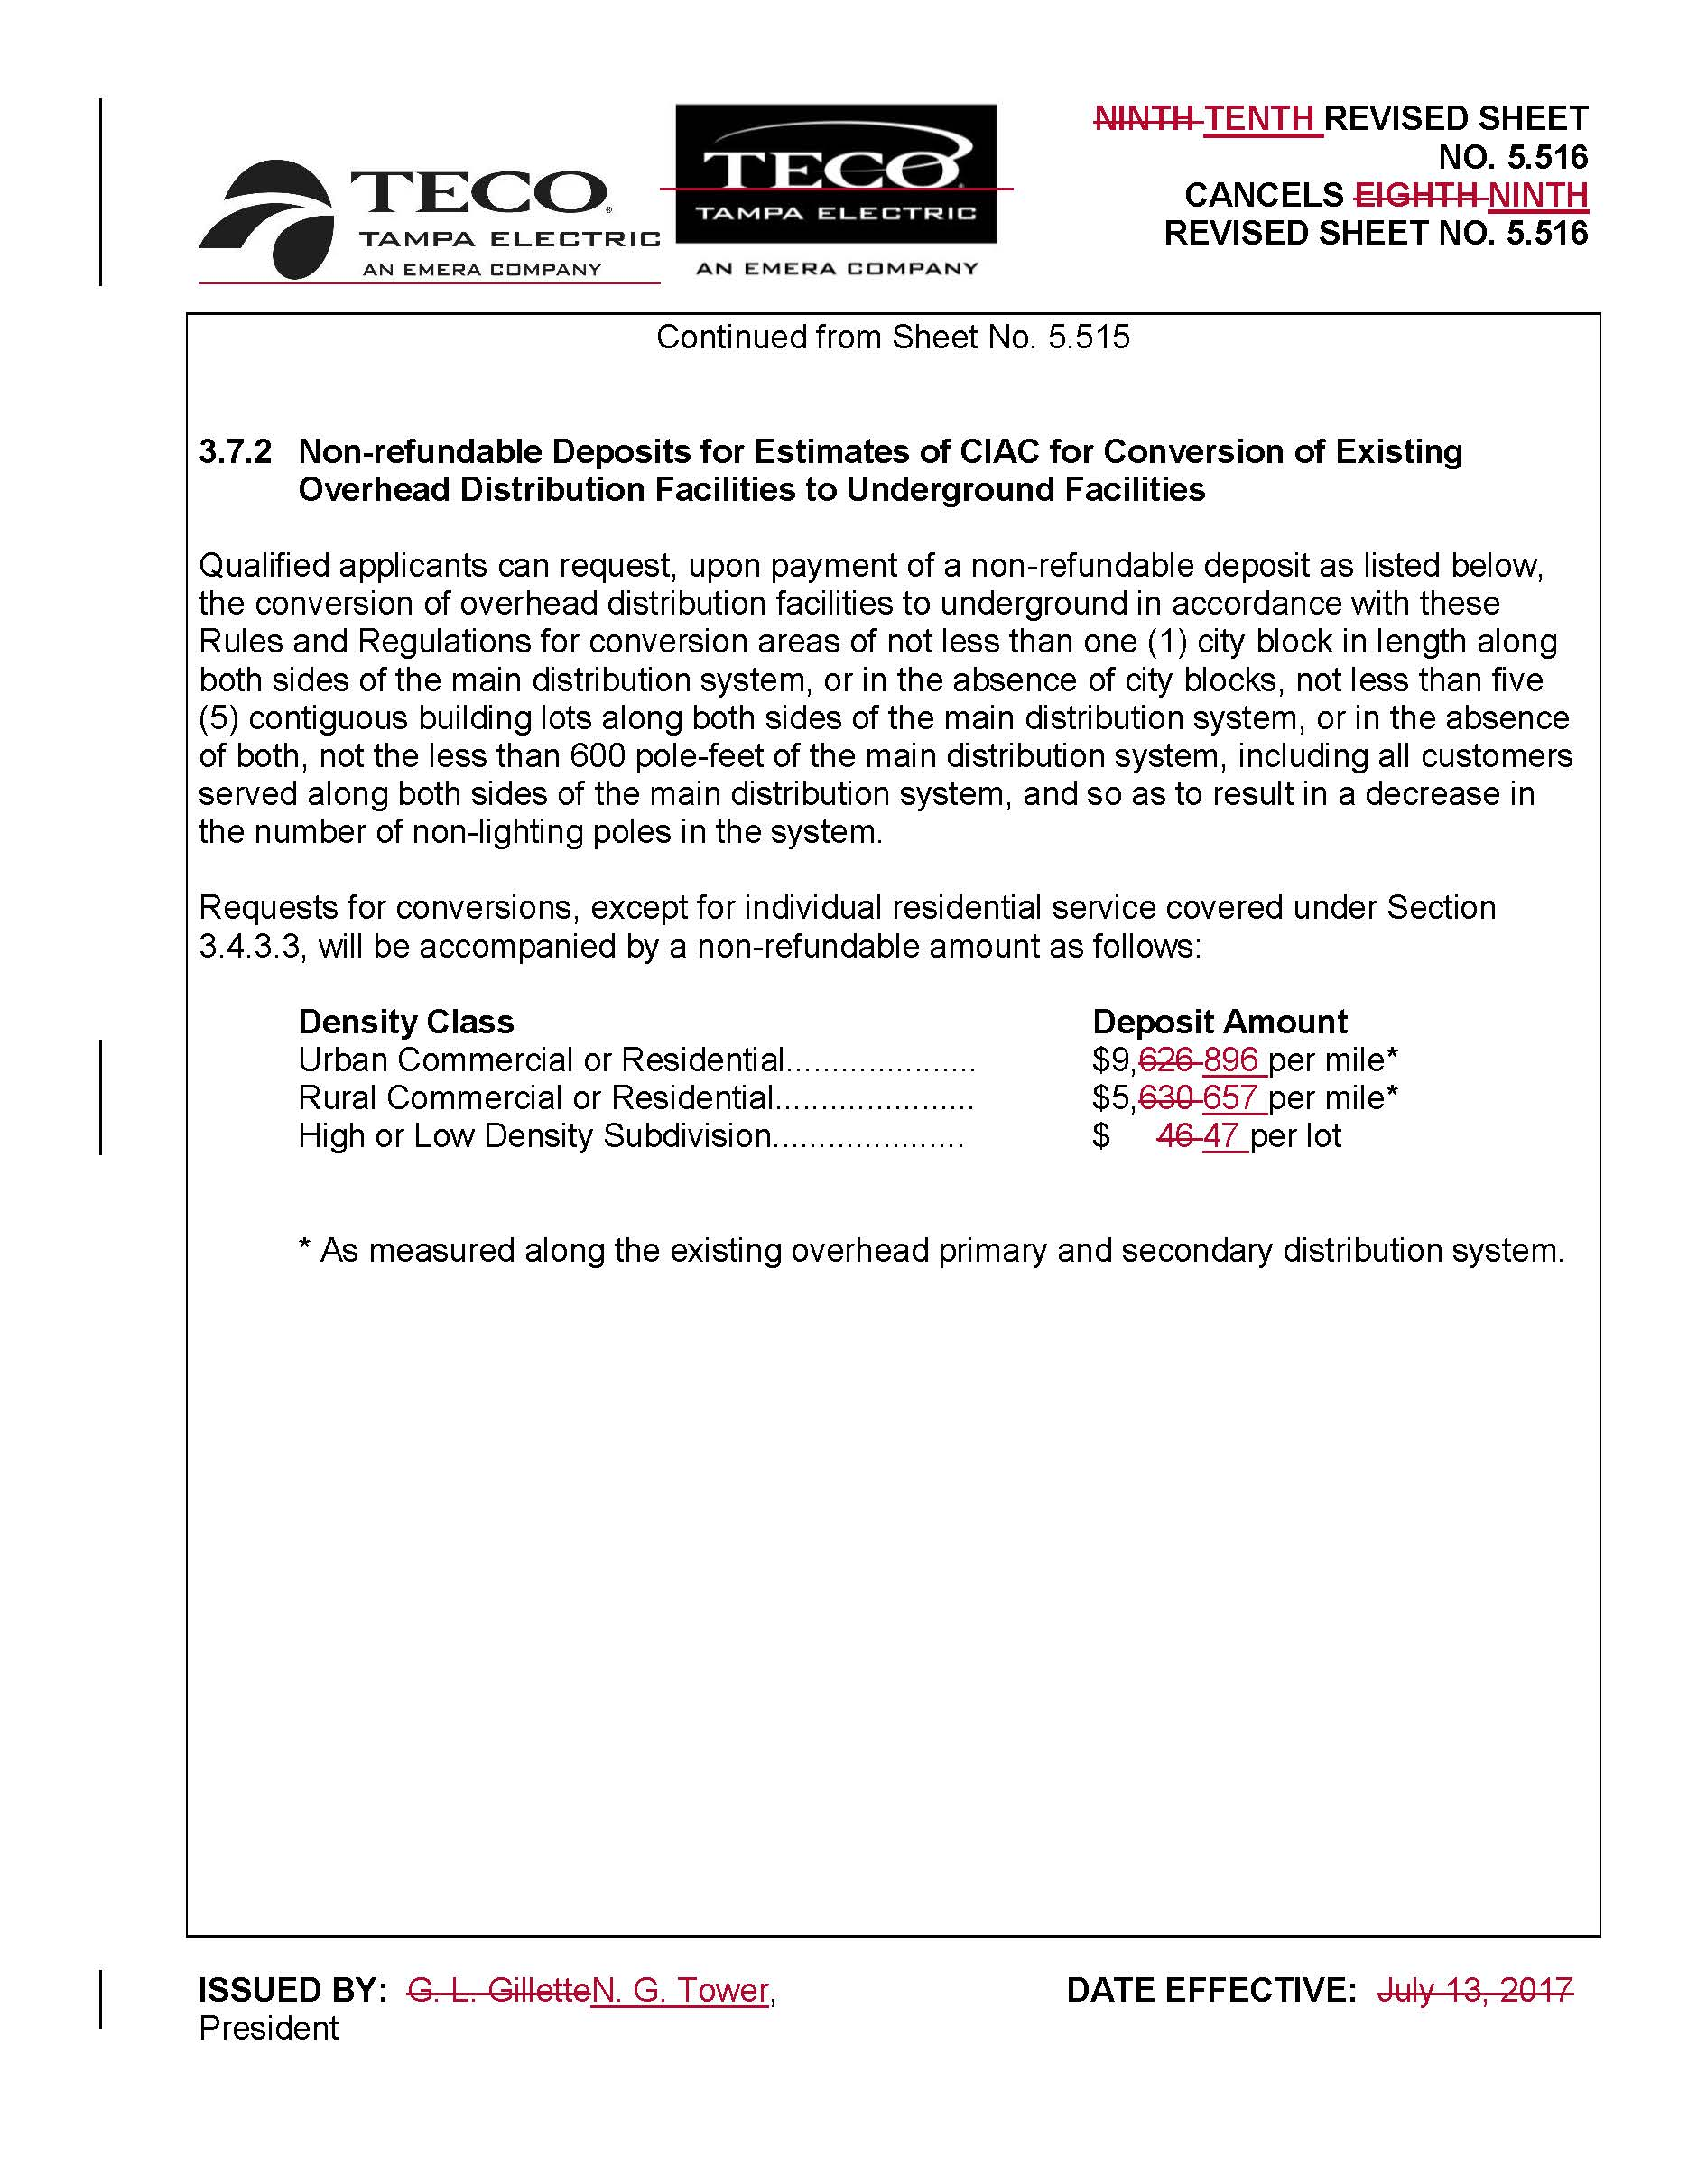 NINTH TENTH REVISED SHEET
NO. 5.516
CANCELS EIGHTH NINTH
REVISED SHEET NO. 5.516
TECO®
TAMPA ELECTRIC
AN EMERA COMPANY
TECO®
TAMPA ELECTRIC
AN EMERA COMPANY
Continued from Sheet No. 5.515
3.7.2 Non-refundable Deposits for Estimates of CIAC for Conversion of Existing
Overhead Distribution Facilities to Underground Facilities
Qualified applicants can request, upon payment of a non-refundable deposit as listed below,
the conversion of overhead distribution facilities to underground in accordance with these
Rules and Regulations for conversion areas of not less than one (1) city block in length along
both sides of the main distribution system, or in the absence of city blocks, not less than five
(5) contiguous building lots along both sides of the main distribution system, or in the absence
of both, not the less than 600 pole-feet of the main distribution system, including all customers
served along both sides of the main distribution system, and so as to result in a decrease in
the number of non-lighting poles in the system.
Requests for conversions, except for individual residential service covered under Section
3.4.3.3, will be accompanied by a non-refundable amount as follows:
Density Class Deposit Amount
Urban Commercial or Residential..................... $9,626 896 per mile*
Rural Commercial or Residential...................... $5,630 657 per mile*
High or Low Density Subdivision..................... $ 46 47 per lot
* As measured along the existing overhead primary and secondary distribution system.
ISSUED BY: G. L. GilletteN. G. Tower, DATE EFFECTIVE: July 13, 2017
President